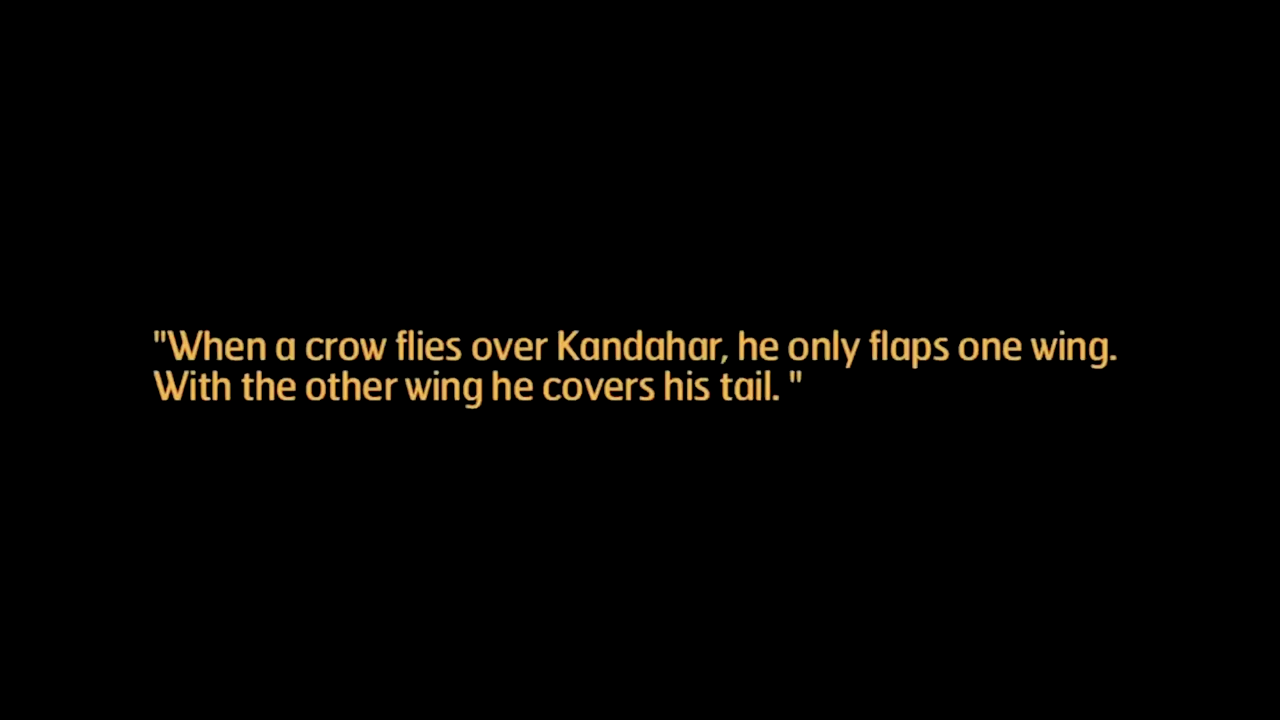 "When a crow flies over Kandahar, he only flaps one wing.
With the other wing he covers his tail. "